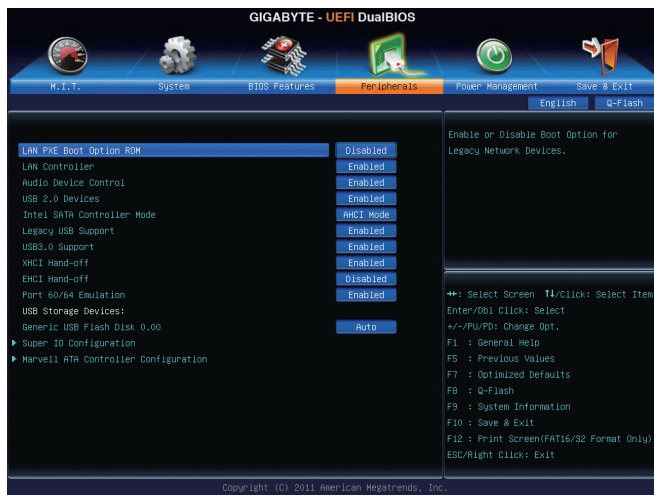 GIGABYTE - UEFI DualBIOS
M.I.T. System BIOS Features Peripherals Power Management Save & Exit
English Q-Flash
LAN PXE Boot Option ROM Disabled
LAN Controller Enabled
Audio Device Control Enabled
USB 2.0 Devices Enabled
Intel SATA Controller Mode AHCI Mode
Legacy USB Support Enabled
USB3.0 Support Enabled
XHCI Hand-off Enabled
EHCI Hand-off Disabled
Port 60/64 Emulation Enabled
USB Storage Devices:
Generic USB Flash Disk 0.00 Auto
Super IO Configuration
Marvell ATA Controller Configuration
Enable or Disable Boot Option for
Legacy Network Devices.
↔: Select Screen ↑↓/Click: Select Item
Enter/Dbl Click: Select
+/-/PU/PD: Change Opt.
F1 : General Help
F5 : Previous Values
F7 : Optimized Defaults
F8 : Q-Flash
F9 : System Information
F10 : Save & Exit
F12 : Print Screen(FAT16/32 Format Only)
ESC/Right Click: Exit
Copyright (C) 2011 American Megatrends, Inc.